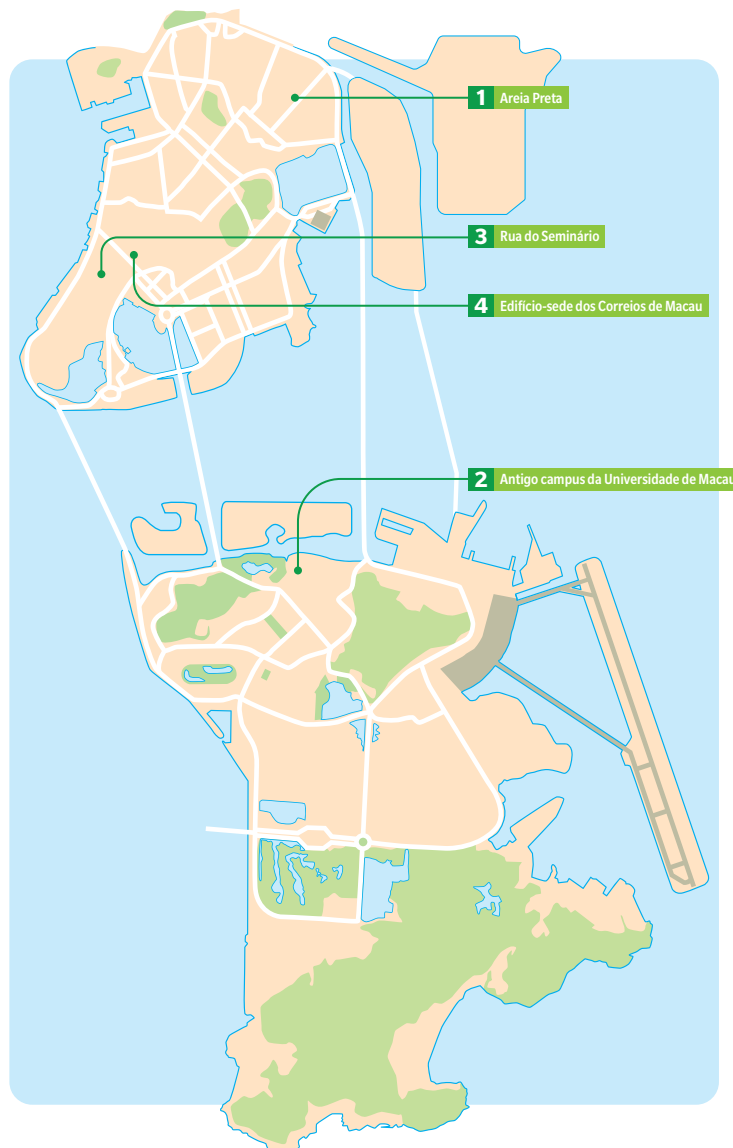 1 Areia Preta
3 Rua do Seminário
4 Edifício-sede dos Correios de Macau
2 Antigo campus da Universidade de Macau